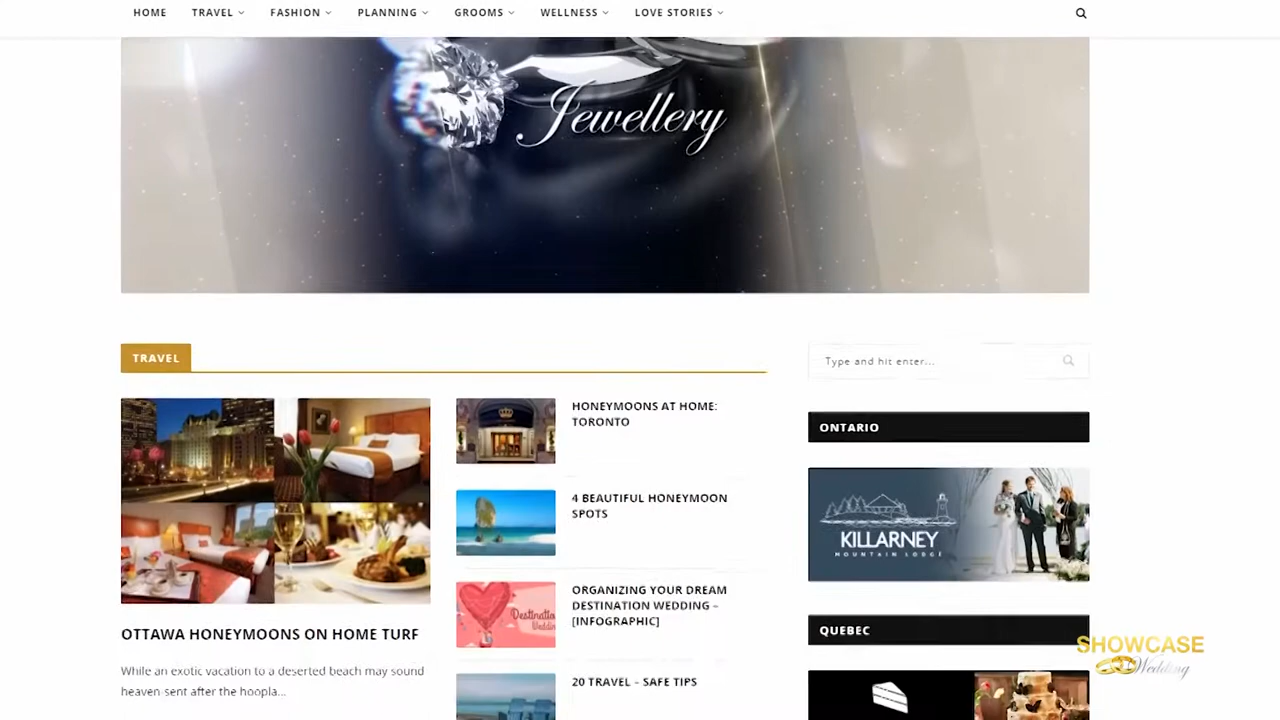 HOME TRAVEL FASHION PLANNING GROOMS WELLNESS LOVE STORIES
Jewellery
TRAVEL
Type and hit enter...
HONEYMOONS AT HOME:
TORONTO
ONTARIO
4 BEAUTIFUL HONEYMOON
SPOTS
KILLARNEY
MOUNTAIN LODGE
ORGANIZING YOUR DREAM
DESTINATION WEDDING –
[INFOGRAPHIC]
Destination
Wedding
OTTAWA HONEYMOONS ON HOME TURF
QUEBEC
While an exotic vacation to a deserted beach may sound
heaven-sent after the hoopla...
20 TRAVEL – SAFE TIPS
SHOWCASE
Wedding